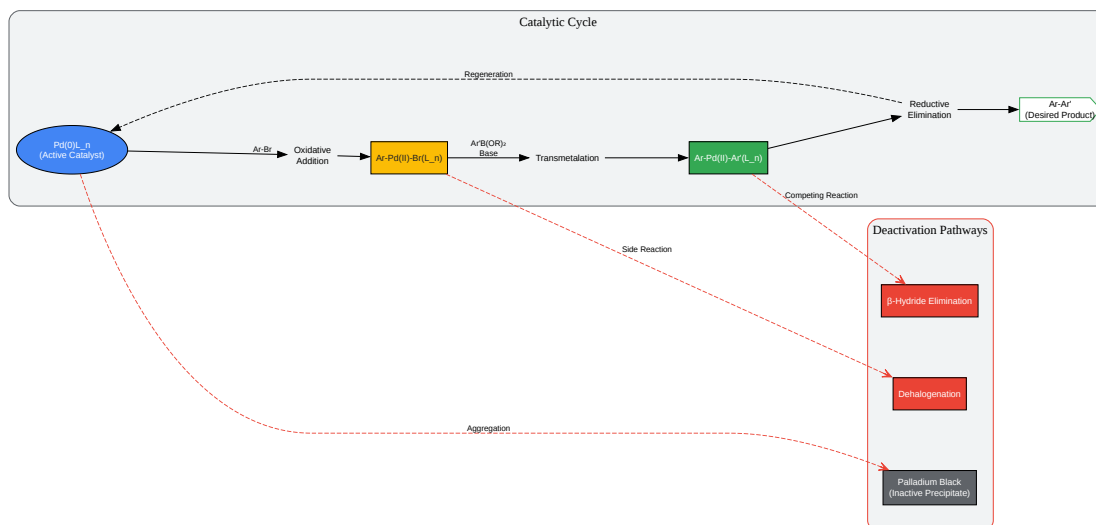 Catalytic Cycle
Regeneration
Pd(0)L_n
(Active Catalyst)
Ar-Br
Oxidative
Addition
Ar-Pd(II)-Br(L_n)
Ar'B(OR)₂
Base
Transmetalation
Ar-Pd(II)-Ar'(L_n)
Reductive
Elimination
Ar-Ar'
(Desired Product)
Competing Reaction
Side Reaction
Aggregation
Deactivation Pathways
β-Hydride Elimination
Dehalogenation
Palladium Black
(Inactive Precipitate)